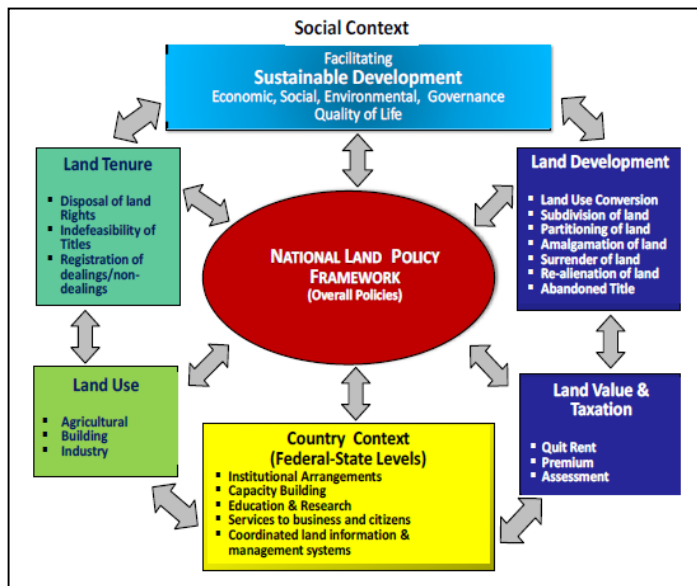 Social Context
Facilitating
Sustainable Development
Economic, Social, Environmental, Governance
Quality of Life
Land Tenure
▪ Disposal of land
Rights
▪ Indefeasibility of
Titles
▪ Registration of
dealings/non-
dealings
Land Development
▪ Land Use Conversion
▪ Subdivision of land
▪ Partitioning of land
▪ Amalgamation of land
▪ Surrender of land
▪ Re-alienation of land
▪ Abandoned Title
NATIONAL LAND POLICY
FRAMEWORK
(Overall Policies)
Land Use
▪ Agricultural
▪ Building
▪ Industry
Country Context
(Federal-State Levels)
▪ Institutional Arrangements
▪ Capacity Building
▪ Education & Research
▪ Services to business and citizens
▪ Coordinated land information &
management systems
Land Value &
Taxation
▪ Quit Rent
▪ Premium
▪ Assessment